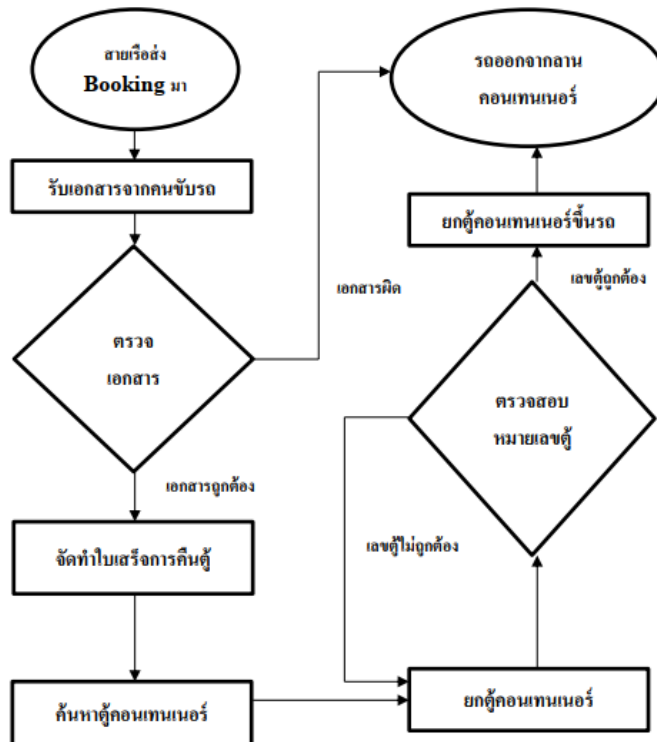 สายเรือส่ง
Booking มา
รับเอกสารจากคนขับรถ
ตรวจ
เอกสาร
เอกสารผิด
เอกสารถูกต้อง
จัดทำใบเสร็จการคืนตู้
ค้นหาตู้คอนเทนเนอร์
ยกตู้คอนเทนเนอร์
เลขตู้ไม่ถูกต้อง
ตรวจสอบ
หมายเลขตู้
เลขตู้ถูกต้อง
ยกตู้คอนเทนเนอร์ขึ้นรถ
รถออกจากลาน
คอนเทนเนอร์